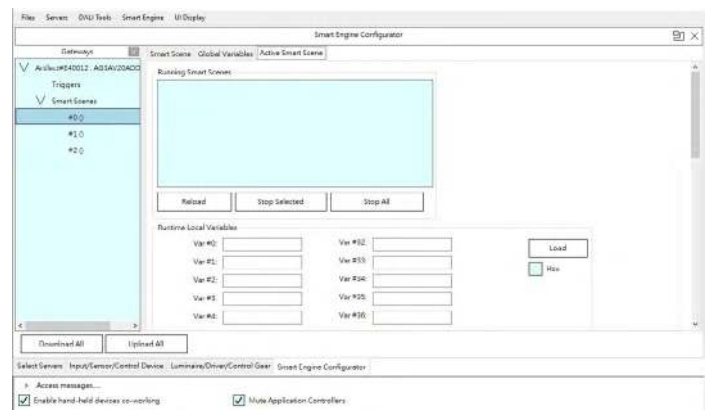 Files Servers DALI Tools Smart Engine UI Display
Smart Engine Configurator
Gateways
Smart Scene Global Variables Active Smart Scene
Triggers
Smart Scenes
#0 ()
#1 ()
#2 ()
Running Smart Scenes
Reload Stop Selected Stop All
Runtime Local Variables
Var #0: Var #32:
Var #1: Var #33:
Var #2: Var #34:
Var #3: Var #35:
Var #4: Var #36:
Load
Hex
Download All Upload All
Select Servers Input/Sensor/Control Device Luminaire/Driver/Control Gear Smart Engine Configurator
Access messages....
Enable hand-held devices co-working Mute Application Controllers